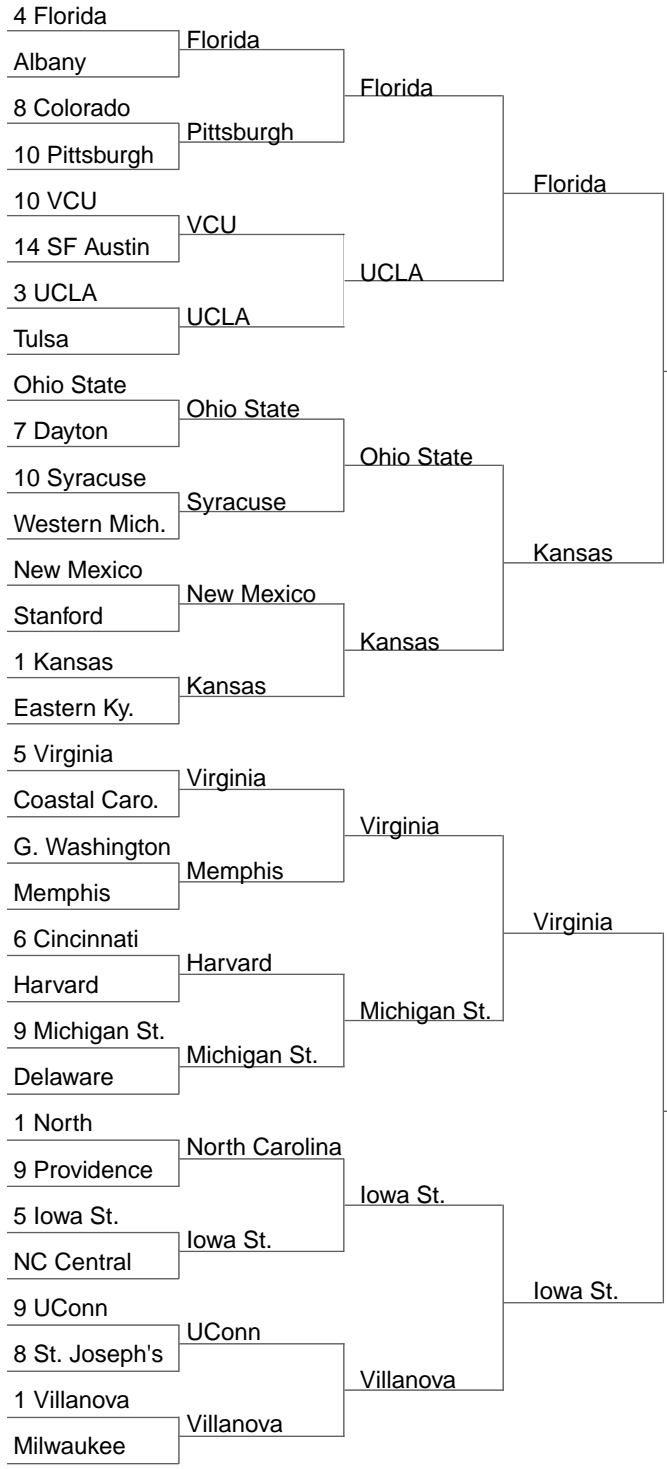 4 Florida
Albany
8 Colorado
10 Pittsburgh
10 VCU
14 SF Austin
3 UCLA
Tulsa
Ohio State
7 Dayton
10 Syracuse
Western Mich.
New Mexico
Stanford
1 Kansas
Eastern Ky.
5 Virginia
Coastal Caro.
G. Washington
Memphis
6 Cincinnati
Harvard
9 Michigan St.
Delaware
1 North
9 Providence
5 Iowa St.
NC Central
9 UConn
8 St. Joseph's
1 Villanova
Milwaukee
Florida
Pittsburgh
VCU
UCLA
Ohio State
Syracuse
New Mexico
Kansas
Virginia
Memphis
Harvard
Michigan St.
North Carolina
Iowa St.
UConn
Villanova
Florida
UCLA
Ohio State
Kansas
Virginia
Michigan St.
Iowa St.
Villanova
Florida
Kansas
Virginia
Iowa St.